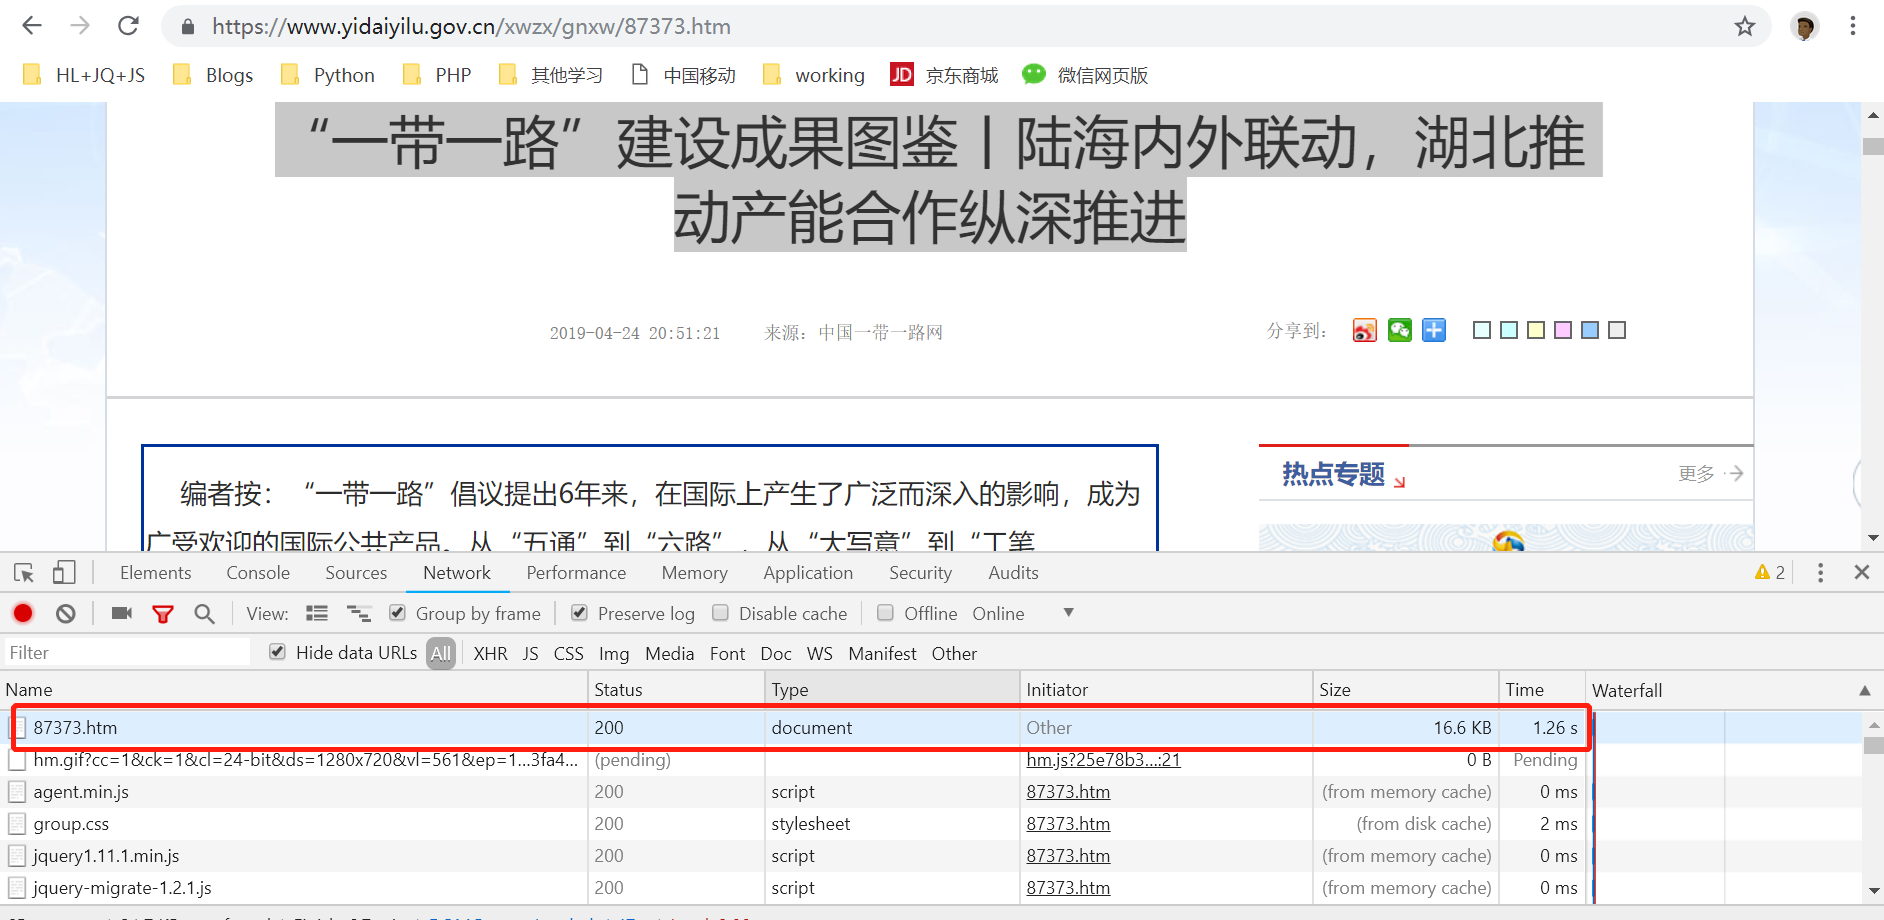 https://www.yidaiyilu.gov.cn/xwzx/gnxw/87373.htm
HL+JQ+JS Blogs Python PHP 其他学习 中国移动 working JD 京东商城 微信网页版
“一带一路”建设成果图鉴丨陆海内外联动，湖北推
动产能合作纵深推进
2019-04-24 20:51:21 来源：中国一带一路网 分享到：
热点专题 更多
编者按：“一带一路”倡议提出6年来，在国际上产生了广泛而深入的影响，成为
广受欢迎的国际公共产品。从“五通”到“六路”，从“大写意”到“工笔
Elements Console Sources Network Performance Memory Application Security Audits 2
View: Group by frame Preserve log Disable cache Offline Online
Filter Hide data URLs All XHR JS CSS Img Media Font Doc WS Manifest Other
Name Status Type Initiator Size Time Waterfall
87373.htm 200 document Other 16.6 KB 1.26 s
hm.gif?cc=1&ck=1&cl=24-bit&ds=1280x720&vl=561&ep=1...3fa4... (pending) hm.js?25e78b3...:21 0 B Pending
agent.min.js 200 script 87373.htm (from memory cache) 0 ms
group.css 200 stylesheet 87373.htm (from disk cache) 2 ms
jquery1.11.1.min.js 200 script 87373.htm (from memory cache) 0 ms
jquery-migrate-1.2.1.js 200 script 87373.htm (from memory cache) 0 ms